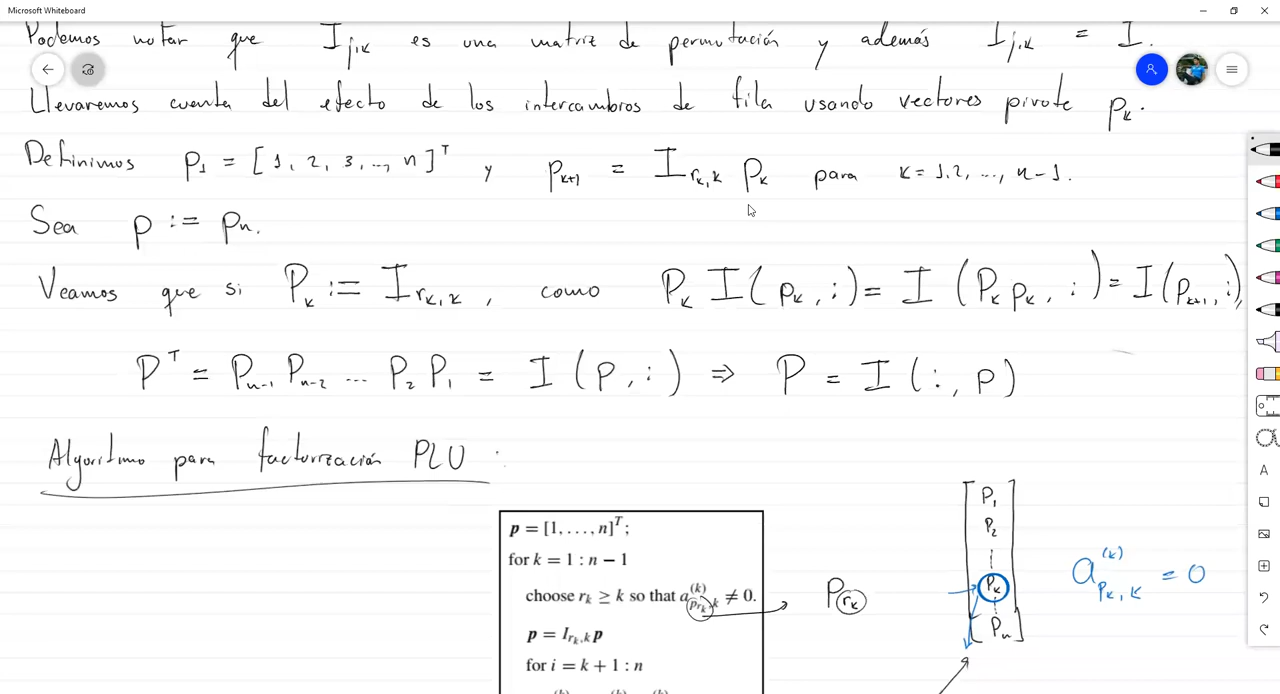 Microsoft Whiteboard
Podemos notar que I_{j,k} es una matriz de permutación y además I_{j,k} = I.
Llevaremos cuenta del efecto de los intercambios de fila usando vectores pivote p_k.
Definimos p_1 = [1, 2, 3, ..., n]^T y p_{k+1} = I_{r_k,k} p_k para k = 1,2, ..., n-1.
Sea p := p_n.
Veamos que si P_k := I_{r_k,k}, como P_k I(p_k, :) = I(P_k p_k, :) = I(p_{k+1}, :),
P^T = P_{n-1} P_{n-2} ... P_2 P_1 = I(p, :) ⇒ P = I(:, p)
Algoritmo para factorización PLU :
p = [1, . . . , n]^T;
for k = 1 : n − 1
choose r_k ≥ k so that a^{(k)}_{p_{r_k},k} ≠ 0.
p = I_{r_k,k} p
for i = k + 1 : n
P_{r_k}
P_1
P_2
P_k
P_n
a^{(k)}_{p_k,k} = 0
A